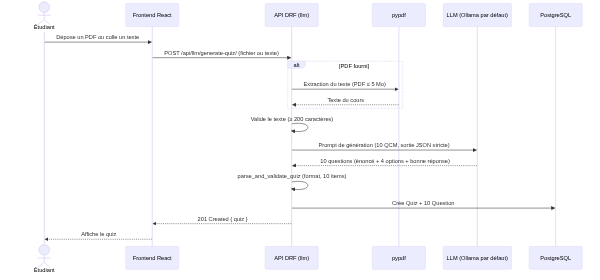 Étudiant
Frontend React
API DRF (llm)
pypdf
LLM (Ollama par défaut)
PostgreSQL
Dépose un PDF ou colle un texte
POST /api/llm/generate-quiz/ (fichier ou texte)
alt
[PDF fourni]
Extraction du texte (PDF ≤ 5 Mo)
Texte du cours
Valide le texte (≥ 200 caractères)
Prompt de génération (10 QCM, sortie JSON stricte)
10 questions (énoncé + 4 options + bonne réponse)
parse_and_validate_quiz (format, 10 items)
Crée Quiz + 10 Question
201 Created { quiz }
Affiche le quiz
Étudiant
Frontend React
API DRF (llm)
pypdf
LLM (Ollama par défaut)
PostgreSQL